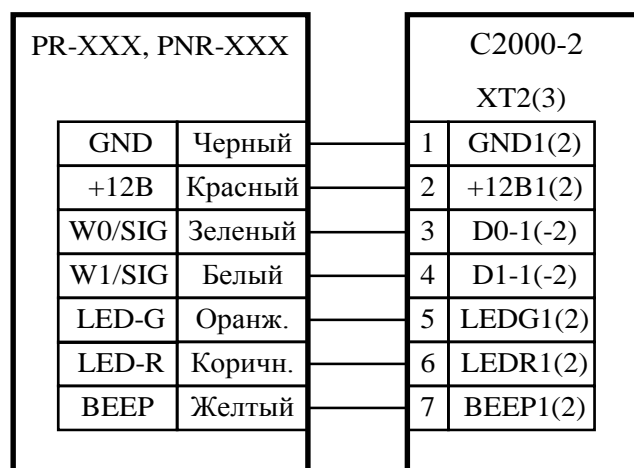 PR-XXX, PNR-XXX C2000-2
XT2(3)
GND Черный 1 GND1(2)
+12В Красный 2 +12В1(2)
W0/SIG Зеленый 3 D0-1(-2)
W1/SIG Белый 4 D1-1(-2)
LED-G Оранж. 5 LEDG1(2)
LED-R Коричн. 6 LEDR1(2)
BEEP Желтый 7 BEEP1(2)